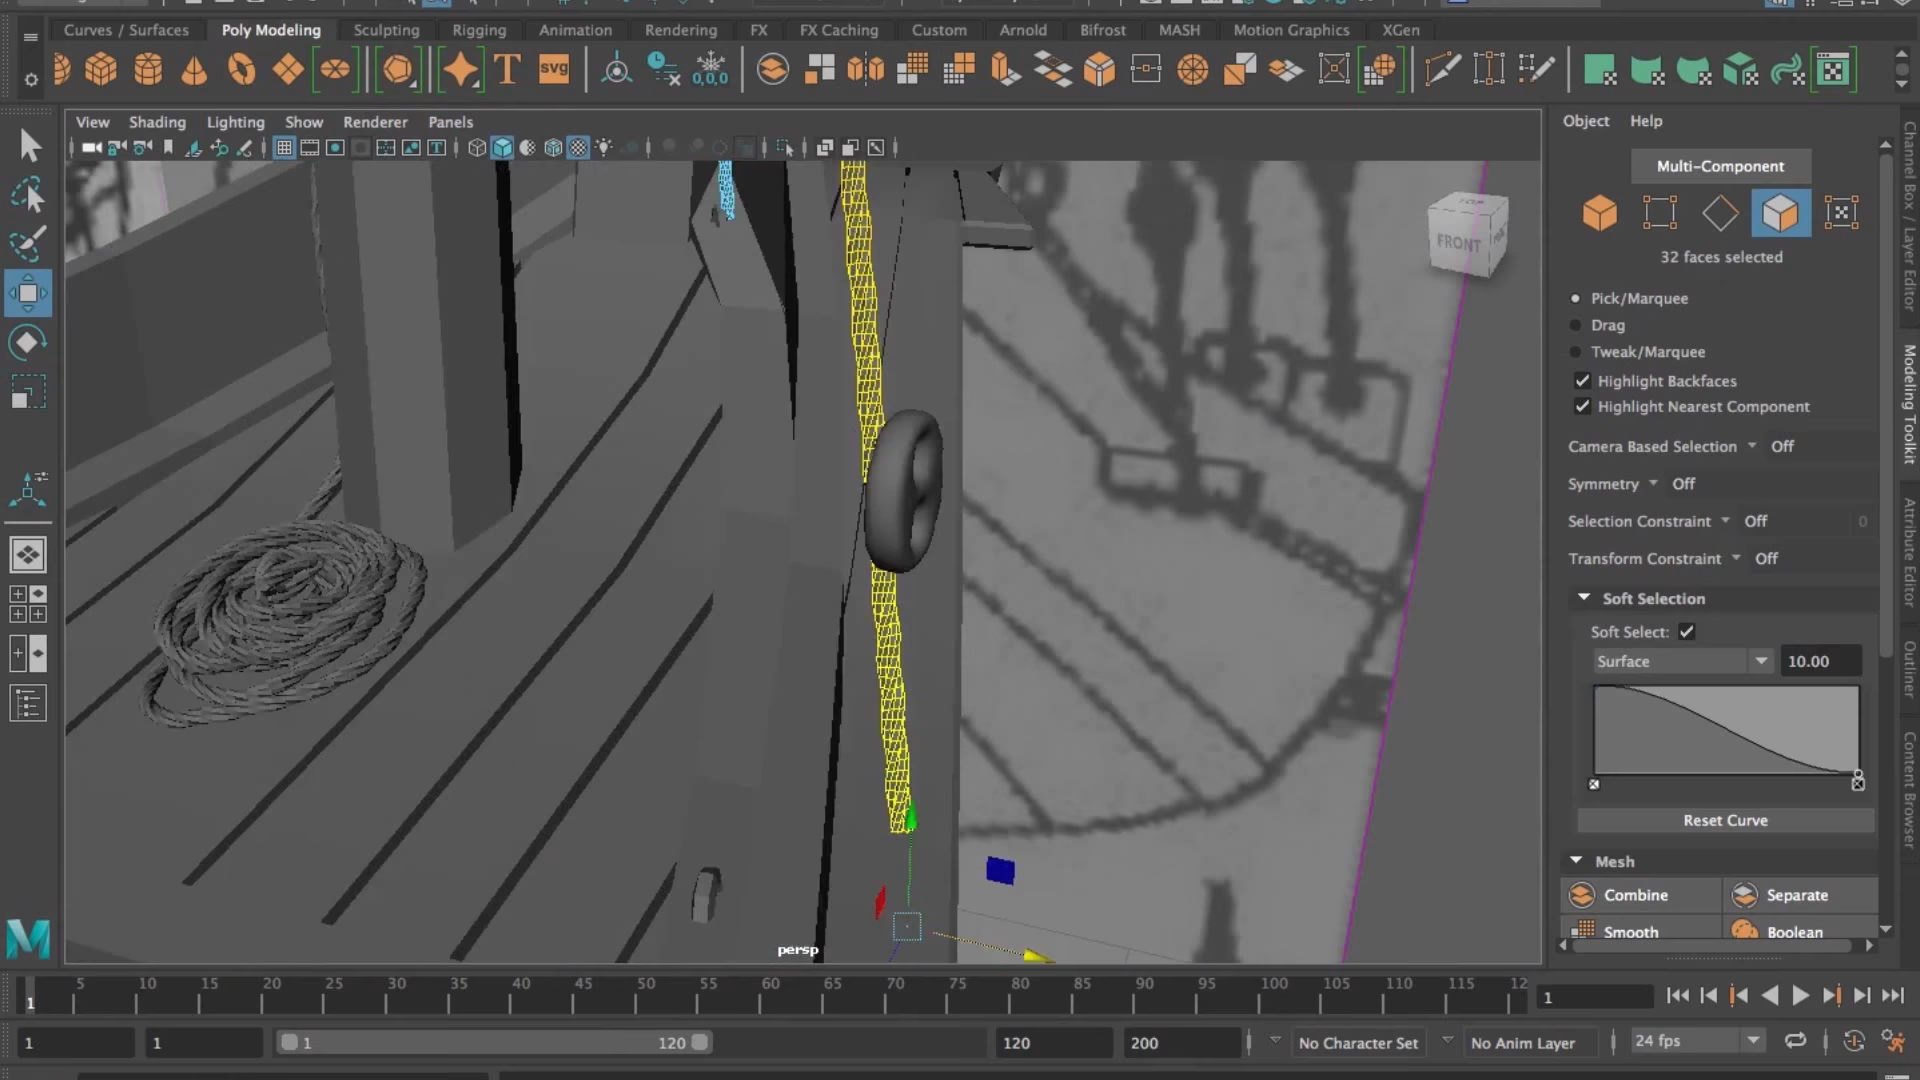 Curves / Surfaces Poly Modeling Sculpting Rigging Animation Rendering FX FX Caching Custom Arnold Bifrost MASH Motion Graphics XGen
T SVG 0,0,0
View Shading Lighting Show Renderer Panels
Object Help
Multi-Component
TOP
FRONT
32 faces selected
Pick/Marquee
Drag
Tweak/Marquee
Highlight Backfaces
Highlight Nearest Component
Camera Based Selection Off
Symmetry Off
Selection Constraint Off 0
Transform Constraint Off
Soft Selection
Soft Select:
Surface 10.00
Reset Curve
Mesh
Combine Separate
Smooth Boolean
Channel Box / Layer Editor
Modeling Toolkit
Attribute Editor
Outliner
Content Browser
persp
M
5 10 15 20 25 30 35 40 45 50 55 60 65 70 75 80 85 90 95 100 105 110 115 12
1 1
1 1 1 120 120 200 No Character Set No Anim Layer 24 fps